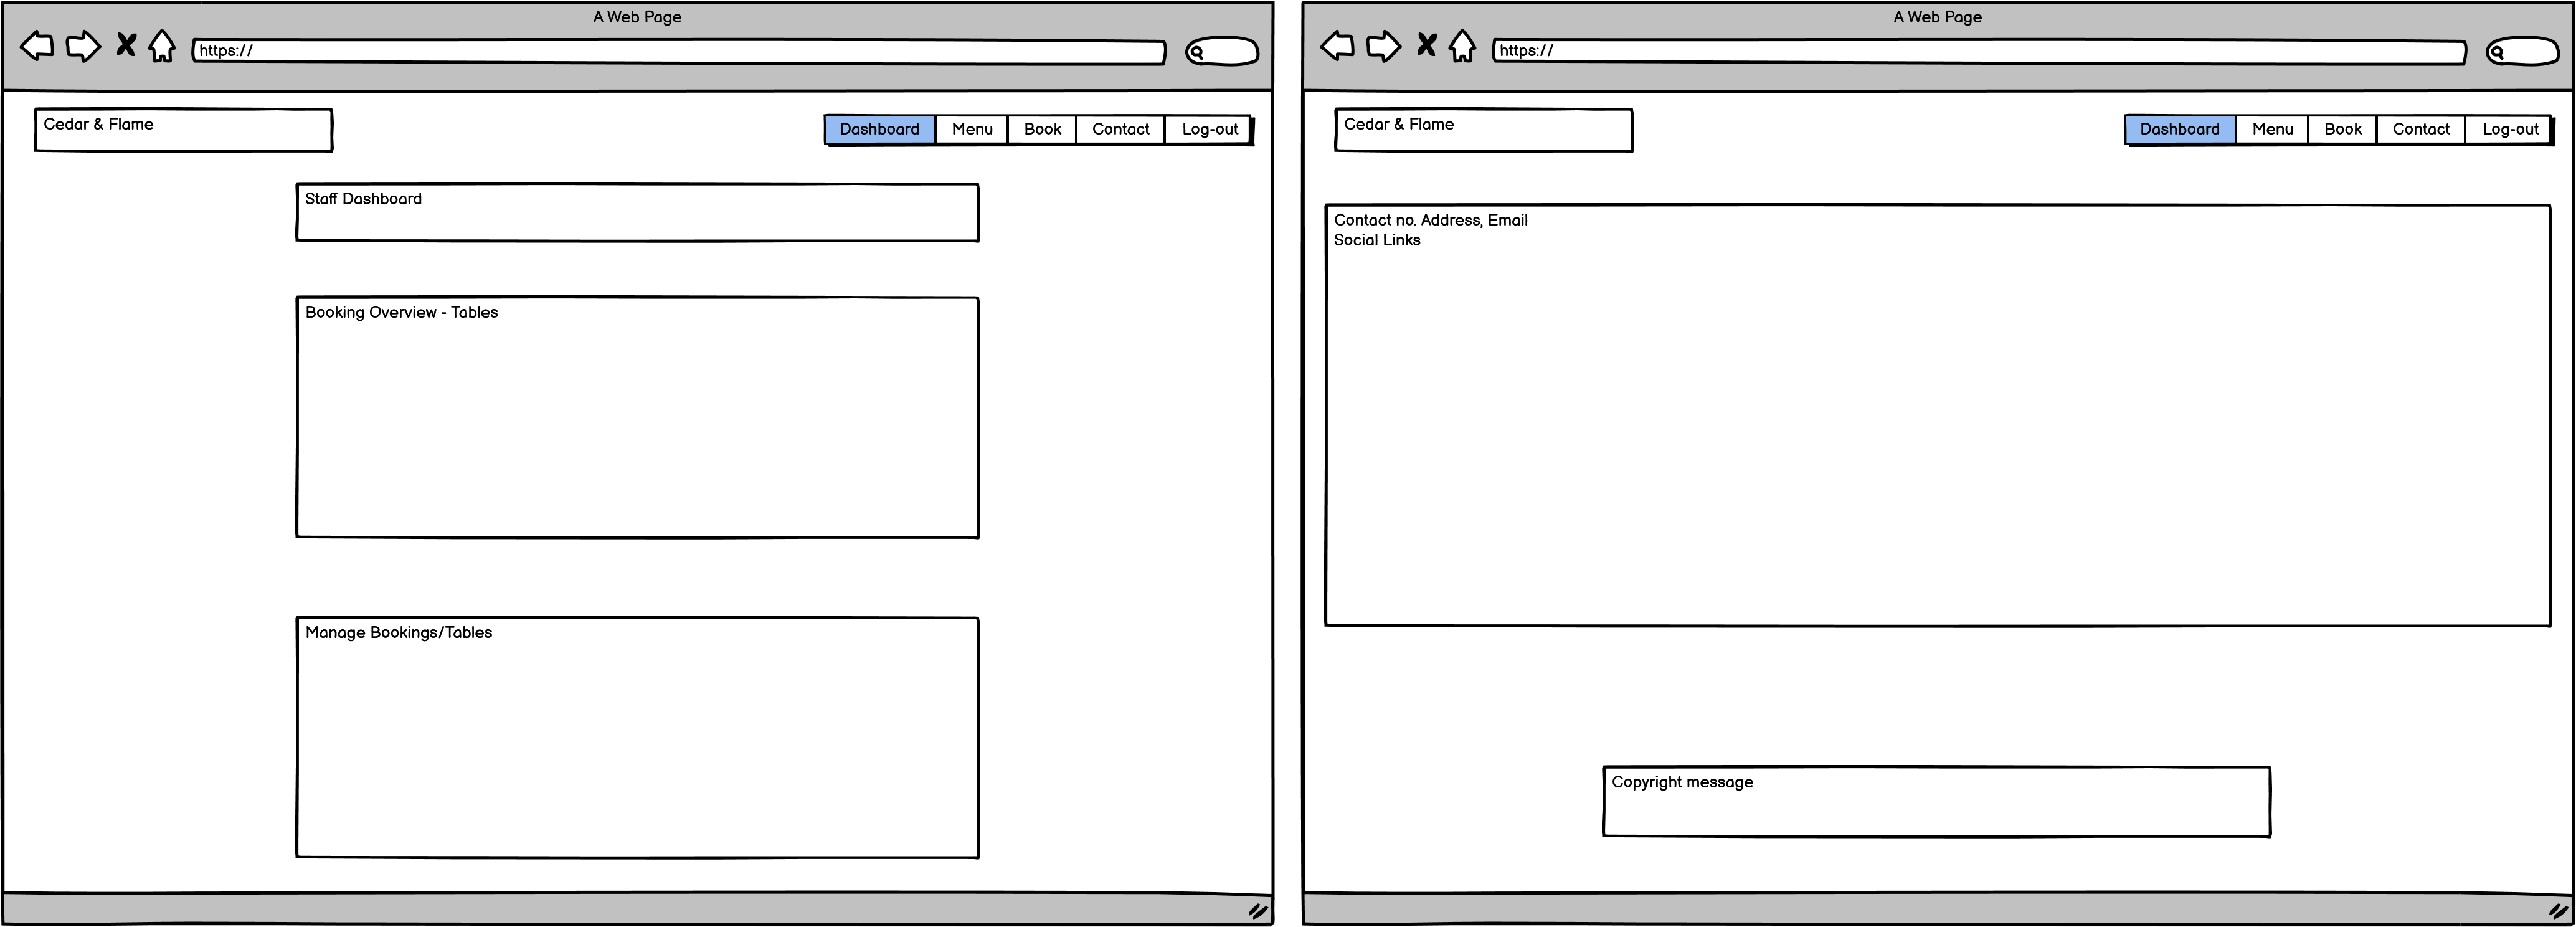 A Web Page
https://
Cedar & Flame
Dashboard Menu Book Contact Log-out
Staff Dashboard
Booking Overview - Tables
Manage Bookings/Tables
A Web Page
https://
Cedar & Flame
Dashboard Menu Book Contact Log-out
Contact no. Address, Email
Social Links
Copyright message